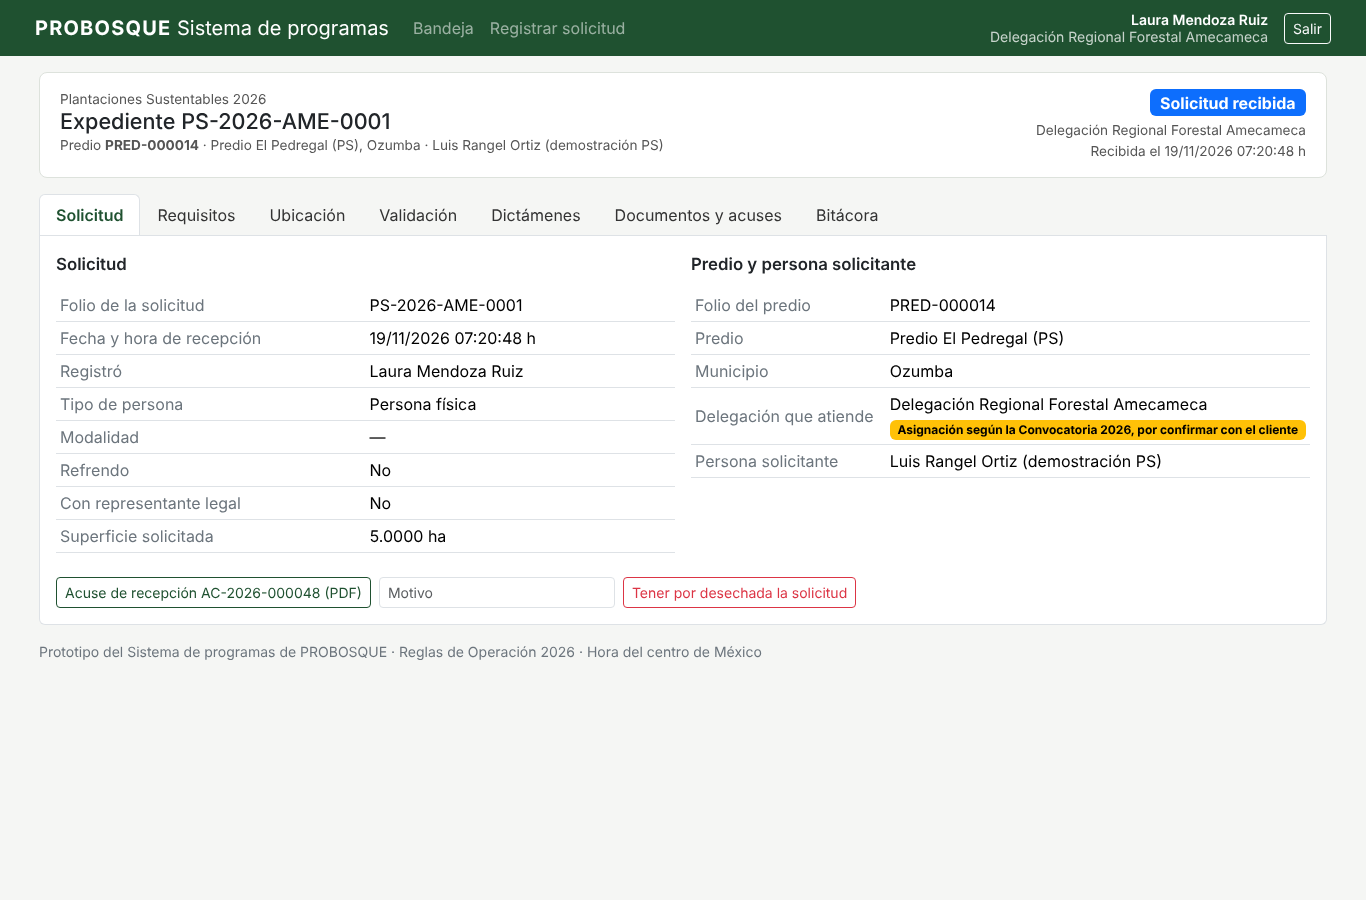 PROBOSQUE Sistema de programas
Bandeja
Registrar solicitud
Laura Mendoza Ruiz
Delegación Regional Forestal Amecameca
Salir
Plantaciones Sustentables 2026
Expediente PS-2026-AME-0001
Predio PRED-000014 · Predio El Pedregal (PS), Ozumba · Luis Rangel Ortiz (demostración PS)
Solicitud recibida
Delegación Regional Forestal Amecameca
Recibida el 19/11/2026 07:20:48 h
Solicitud
Requisitos
Ubicación
Validación
Dictámenes
Documentos y acuses
Bitácora
Solicitud
Folio de la solicitud PS-2026-AME-0001
Fecha y hora de recepción 19/11/2026 07:20:48 h
Registró Laura Mendoza Ruiz
Tipo de persona Persona física
Modalidad —
Refrendo No
Con representante legal No
Superficie solicitada 5.0000 ha
Predio y persona solicitante
Folio del predio PRED-000014
Predio Predio El Pedregal (PS)
Municipio Ozumba
Delegación que atiende Delegación Regional Forestal Amecameca
Asignación según la Convocatoria 2026, por confirmar con el cliente
Persona solicitante Luis Rangel Ortiz (demostración PS)
Acuse de recepción AC-2026-000048 (PDF)
Motivo
Tener por desechada la solicitud
Prototipo del Sistema de programas de PROBOSQUE · Reglas de Operación 2026 · Hora del centro de México